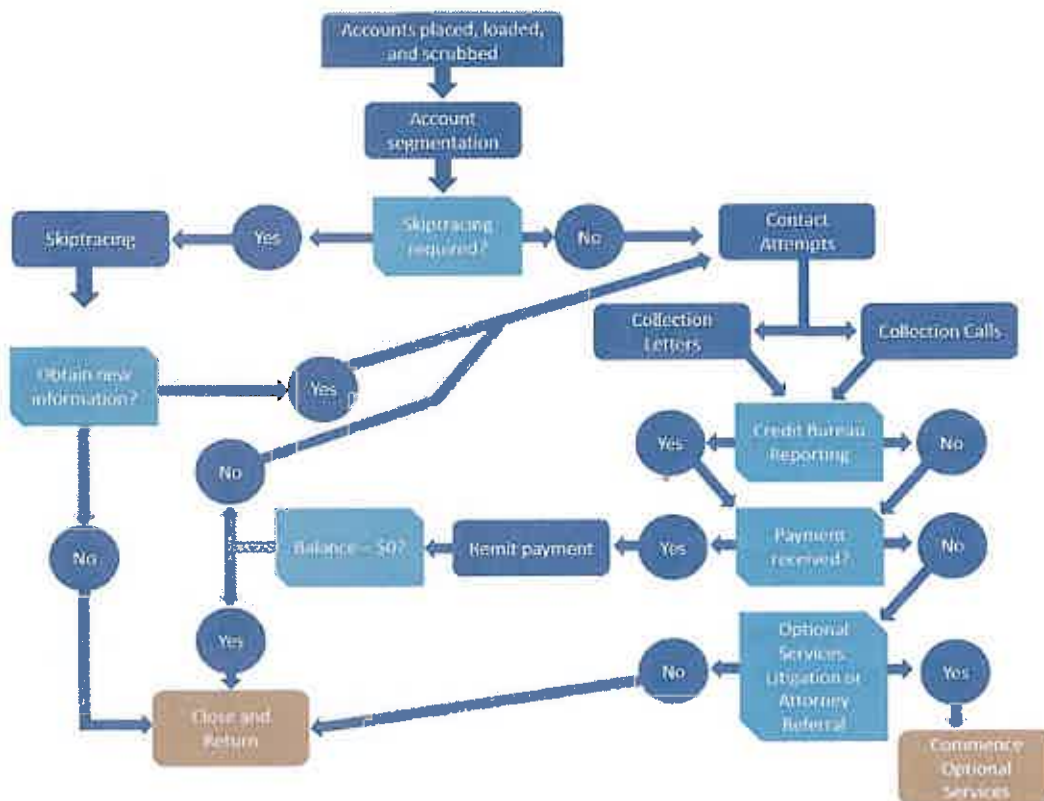 Accounts placed, loaded,
and scrubbed
Account
segmentation
Skiptracing
required?
Yes
No
Skiptracing
Contact
Attempts
Collection
Letters
Collection Calls
Obtain new
information?
Yes
Credit Bureau
Reporting
Yes
No
No
No
Balance = $0?
Remit payment
Yes
Payment
received?
No
Yes
Optional
Services
Litigation or
Attorney
Referral
No
Yes
Close and
Return
Commence
Optional
Services